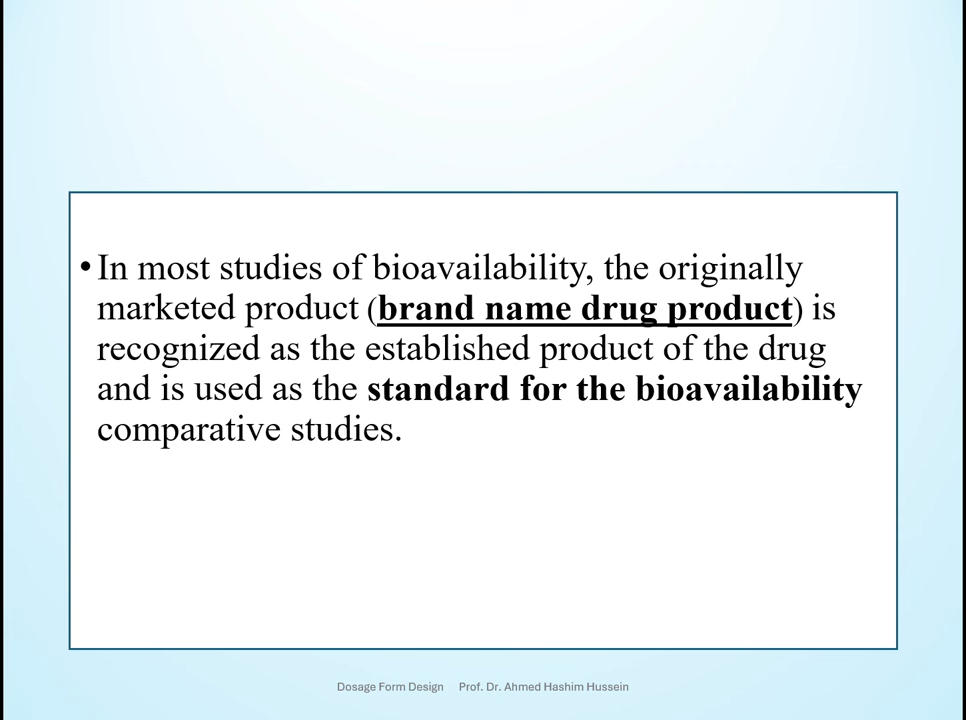 • In most studies of bioavailability, the originally
marketed product (brand name drug product) is
recognized as the established product of the drug
and is used as the standard for the bioavailability
comparative studies.
Dosage Form Design Prof. Dr. Ahmed Hashim Hussein